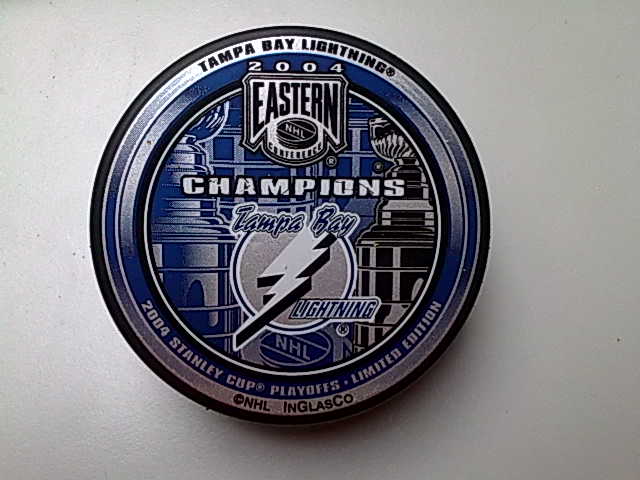 TAMPA BAY LIGHTNING®
2004
EASTERN
NHL
CONFERENCE
®
®
CHAMPIONS
Tampa Bay
LIGHTNING
®
NHL
2004 STANLEY CUP® PLAYOFFS • LIMITED EDITION
©NHL INGLASCO